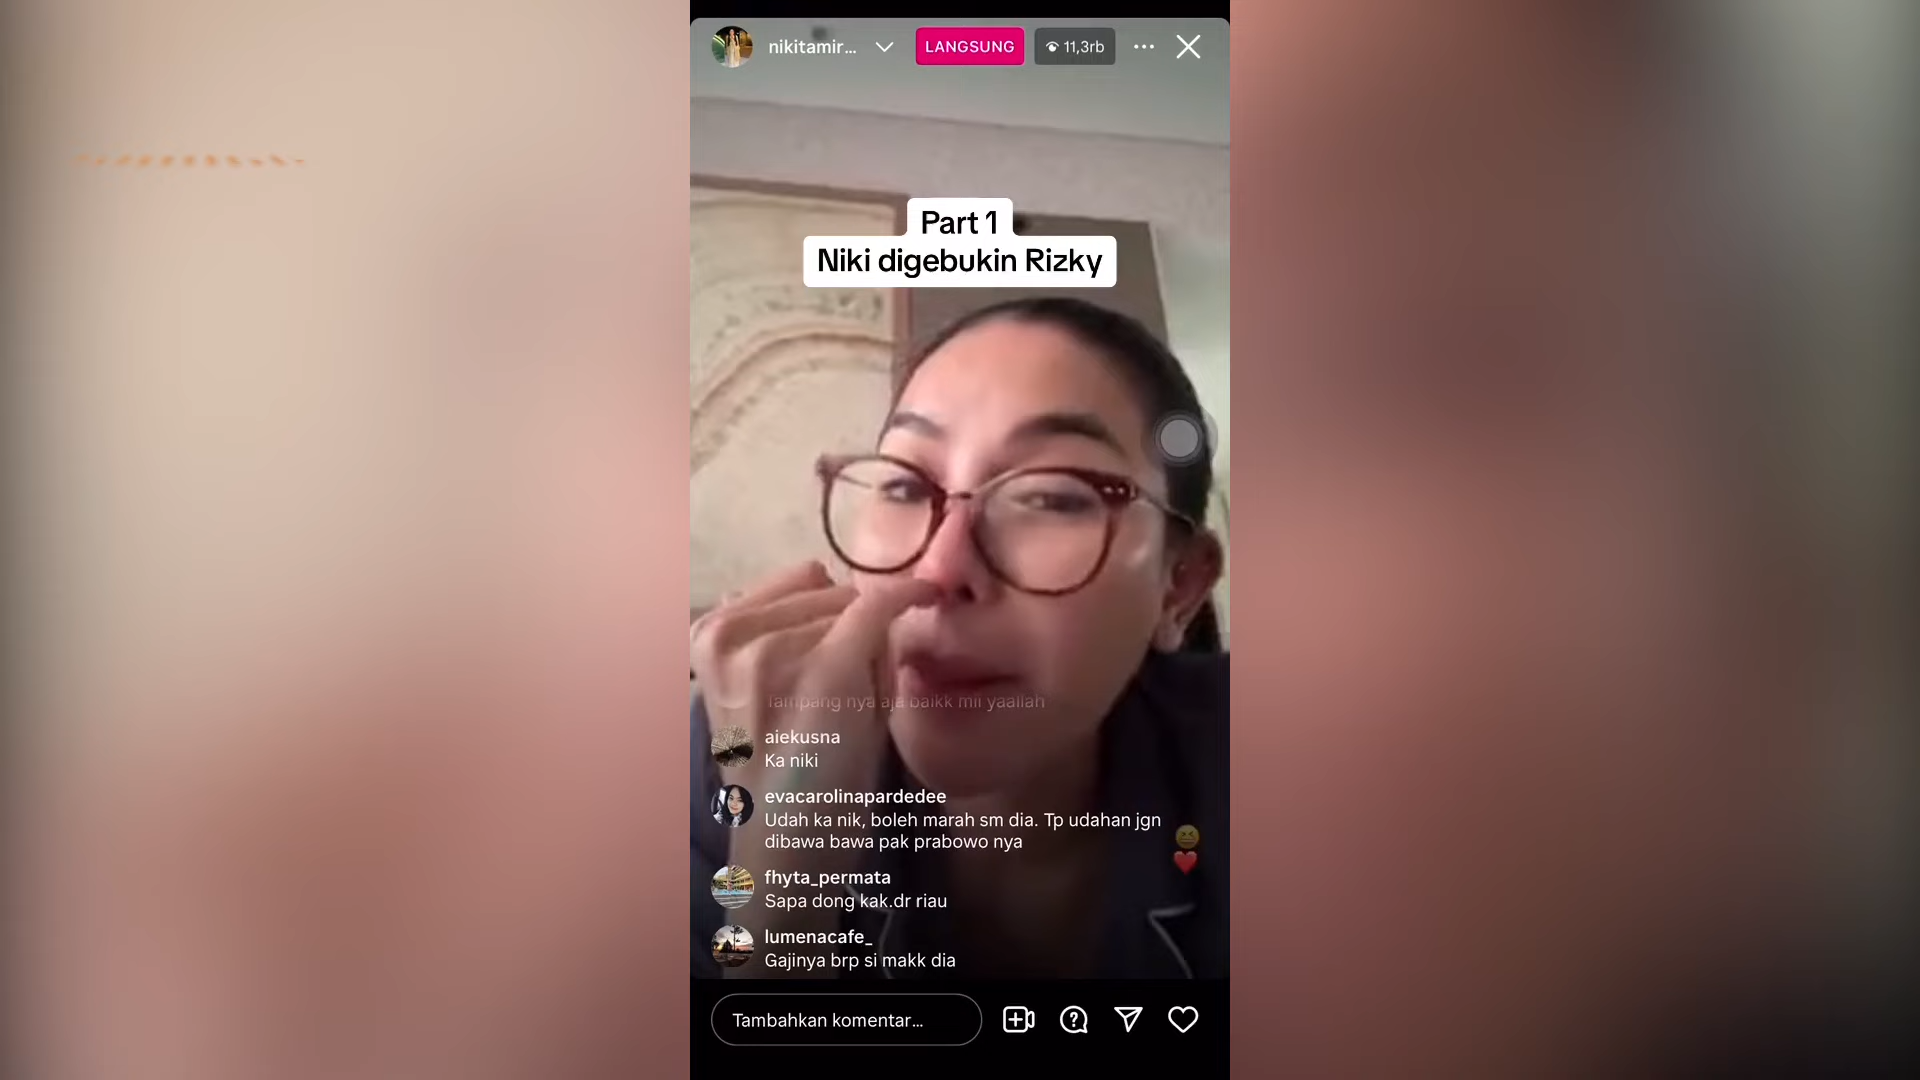 nikitamir...
LANGSUNG
11,3rb
Part 1
Niki digebukin Rizky
Tampang nya aja baikk mii yaallah
aiekusna
Ka niki
evacarolinapardedee
Udah ka nik, boleh marah sm dia. Tp udahan jgn
dibawa bawa pak prabowo nya
fhyta_permata
Sapa dong kak.dr riau
lumenacafe_
Gajinya brp si makk dia
Tambahkan komentar...